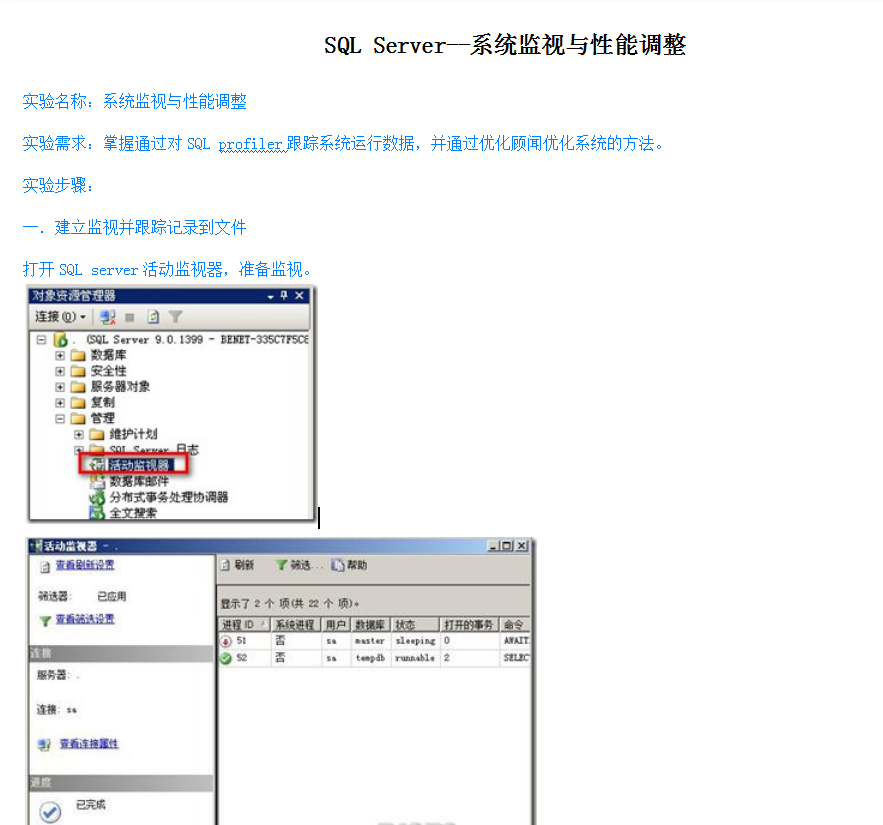 SQL Server--系统监视与性能调整
实验名称：系统监视与性能调整
实验需求：掌握通过对 SQL profiler 跟踪系统运行数据，并通过优化顾闻优化系统的方法。
实验步骤：
一．建立监视并跟踪记录到文件
打开 SQL server 活动监视器，准备监视。
对象资源管理器
连接(O)
. (SQL Server 9.0.1399 - BENET-335C7F5C8
数据库
安全性
服务器对象
复制
管理
维护计划
SQL Server 日志
活动监视器
数据库邮件
分布式事务处理协调器
全文搜索
活动监视器 - .
查看刷新设置
筛选器： 已应用
查看筛选设置
连接
服务器： .
连接: sa
查看连接属性
进度
已完成
刷新 筛选... 帮助
显示了 2 个 项(共 22 个 项)。
进程 ID 系统进程 用户 数据库 状态 打开的事务 命令
51 否 sa master sleeping 0 AWAIT
52 否 sa tempdb runnable 2 SELEC